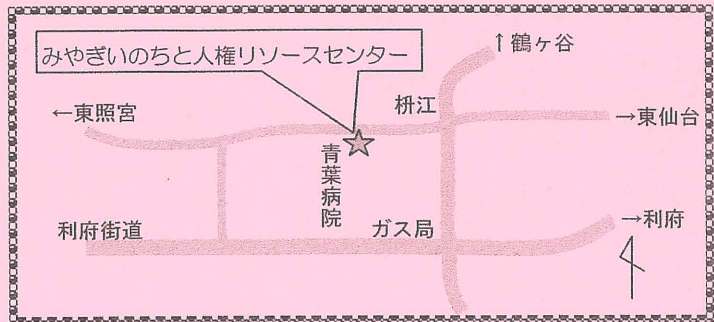 ↑鶴ヶ谷
みやぎいのちと人権リソースセンター
枡江
←東照宮
→東仙台
青葉病院
利府街道
ガス局
→利府